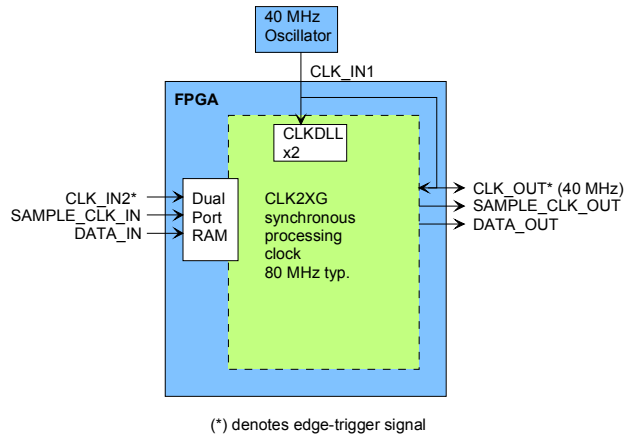 40 MHz
Oscillator
CLK_IN1
FPGA
CLKDLL
x2
CLK_IN2*
SAMPLE_CLK_IN
DATA_IN
Dual
Port
RAM
CLK2XG
synchronous
processing
clock
80 MHz typ.
CLK_OUT* (40 MHz)
SAMPLE_CLK_OUT
DATA_OUT
(*) denotes edge-trigger signal